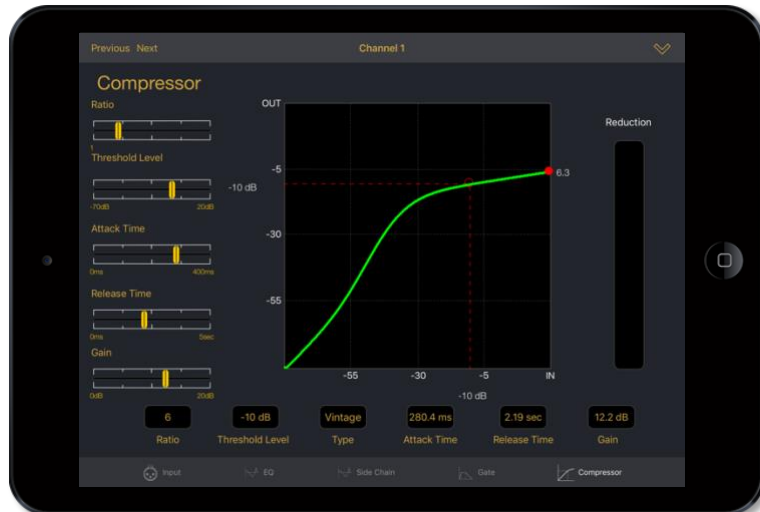 Previous Next
Channel 1
Compressor
Ratio
1
Threshold Level
-70dB 20dB
Attack Time
0ms 400ms
Release Time
0ms 5sec
Gain
0dB 20dB
OUT
-5
-10 dB
-30
-55
6.3
-55 -30 -5 IN
-10 dB
Reduction
6 -10 dB Vintage 280.4 ms 2.19 sec 12.2 dB
Ratio Threshold Level Type Attack Time Release Time Gain
Input EQ Side Chain Gate Compressor